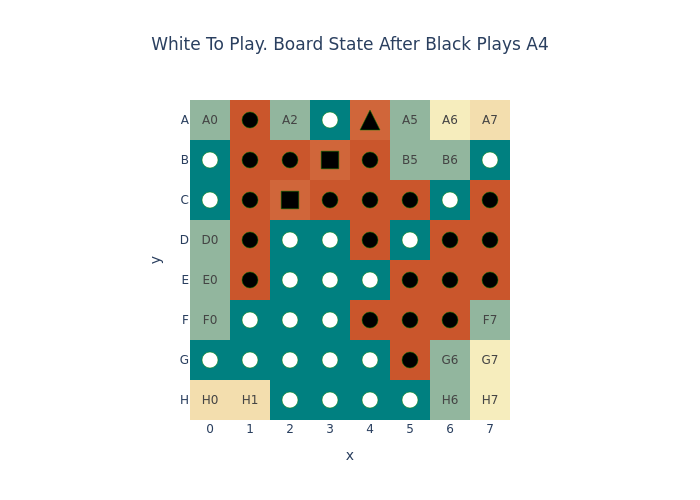 White To Play. Board State After Black Plays A4
A A0 A2 A5 A6 A7
B B5 B6
C
D D0
E E0
F F0 F7
G G6 G7
H H0 H1 H6 H7
0 1 2 3 4 5 6 7
x
y